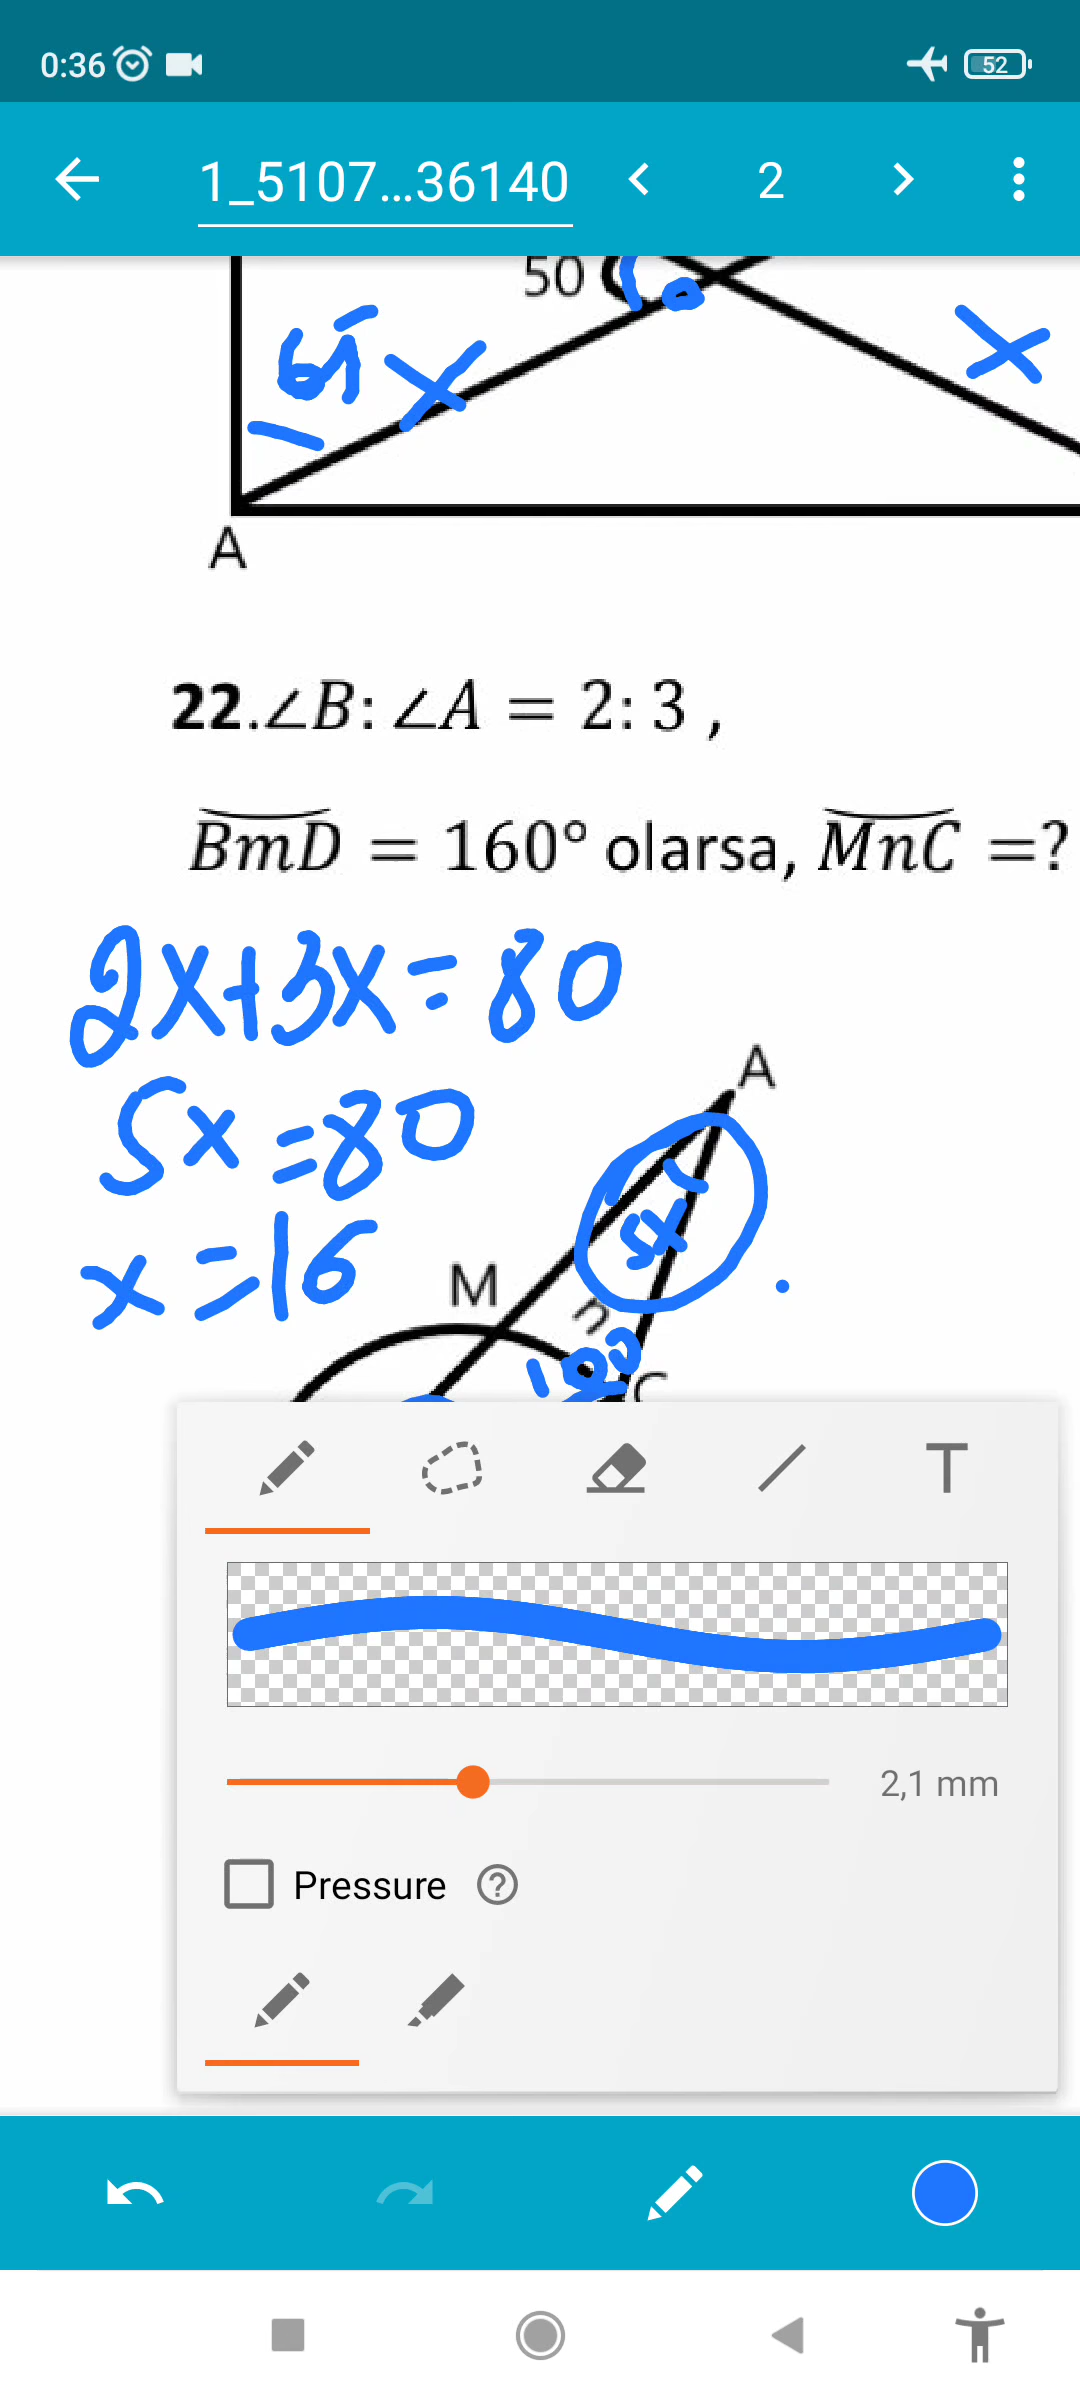 0:36
52
1_5107...36140
2
50
65
x
x
A
22.∠B: ∠A = 2: 3 ,
BmD = 160° olarsa, MnC =?
2x+3x=80
5x=80
x=16
A
M
n
C
T
2,1 mm
Pressure